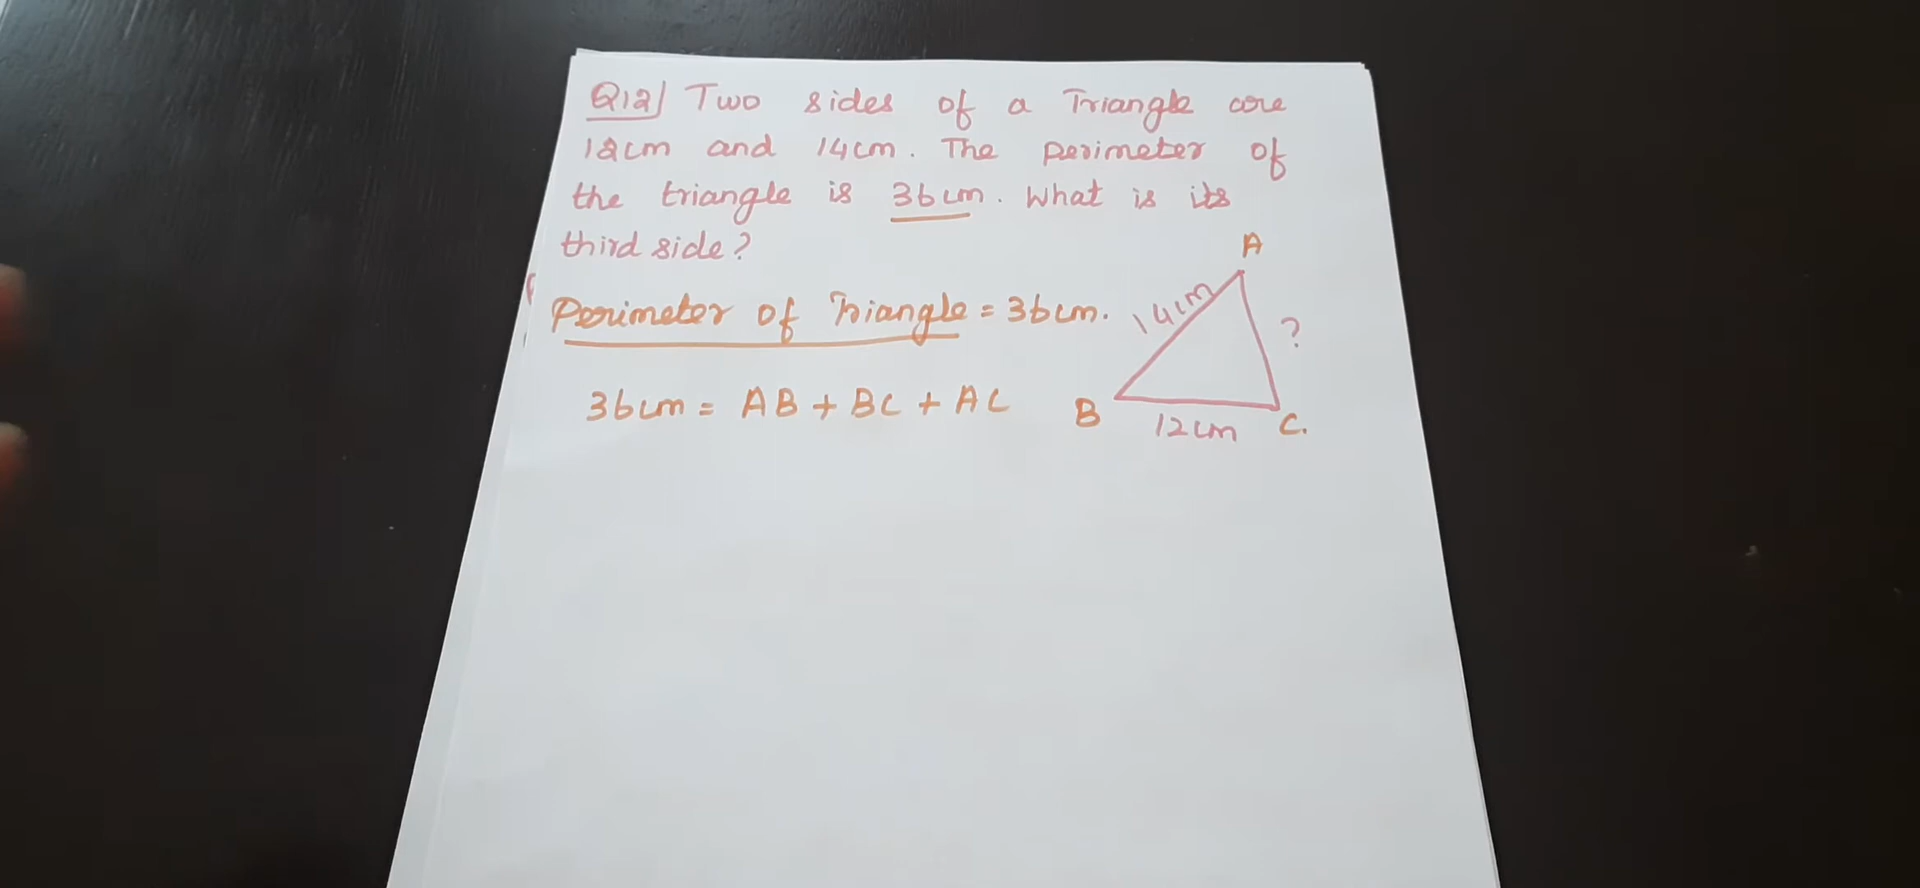 Q12/ Two sides of a Triangle are
12cm and 14cm. The perimeter of
the triangle is 36cm. What is its
third side?
Perimeter of Triangle = 36cm.
36cm = AB + BC + AC
A
14cm
?
B
12cm
C.